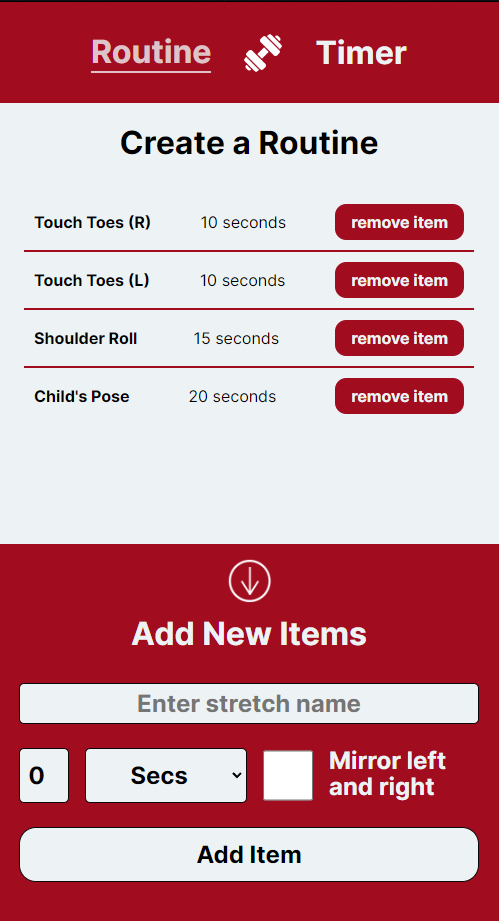 Routine Timer
Create a Routine
Touch Toes (R) 10 seconds remove item
Touch Toes (L) 10 seconds remove item
Shoulder Roll 15 seconds remove item
Child's Pose 20 seconds remove item
Add New Items
Enter stretch name
0 Secs Mirror left
and right
Add Item